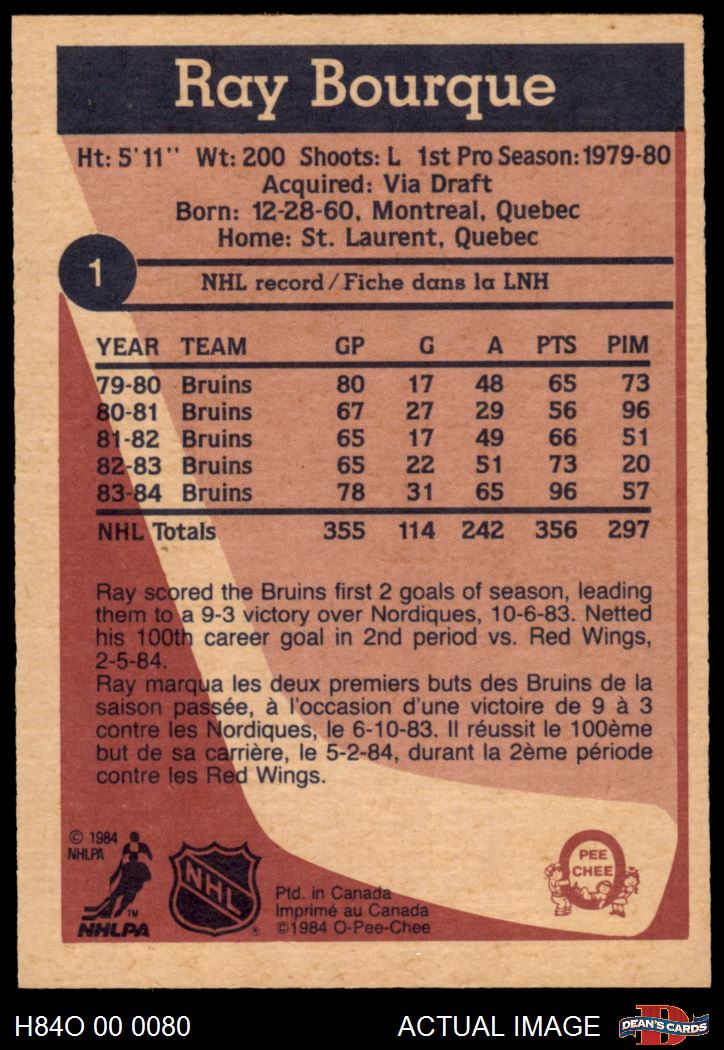 Ray Bourque
Ht: 5'11" Wt: 200 Shoots: L 1st Pro Season: 1979-80
Acquired: Via Draft
Born: 12-28-60, Montreal, Quebec
Home: St. Laurent, Quebec
1
NHL record/Fiche dans la LNH
YEAR TEAM GP G A PTS PIM
79-80 Bruins 80 17 48 65 73
80-81 Bruins 67 27 29 56 96
81-82 Bruins 65 17 49 66 51
82-83 Bruins 65 22 51 73 20
83-84 Bruins 78 31 65 96 57
NHL Totals 355 114 242 356 297
Ray scored the Bruins first 2 goals of season, leading
them to a 9-3 victory over Nordiques, 10-6-83. Netted
his 100th career goal in 2nd period vs. Red Wings,
2-5-84.
Ray marqua les deux premiers buts des Bruins de la
saison passée, à l'occasion d'une victoire de 9 à 3
contre les Nordiques, le 6-10-83. Il réussit le 100ème
but de sa carrière, le 5-2-84, durant la 2ème période
contre les Red Wings.
© 1984
NHLPA
TM
NHLPA
NHL
®
Ptd. in Canada
Imprimé au Canada
©1984 O-Pee-Chee
PEE
CHEE
H84O 00 0080
ACTUAL IMAGE
D
DEAN'S CARDS